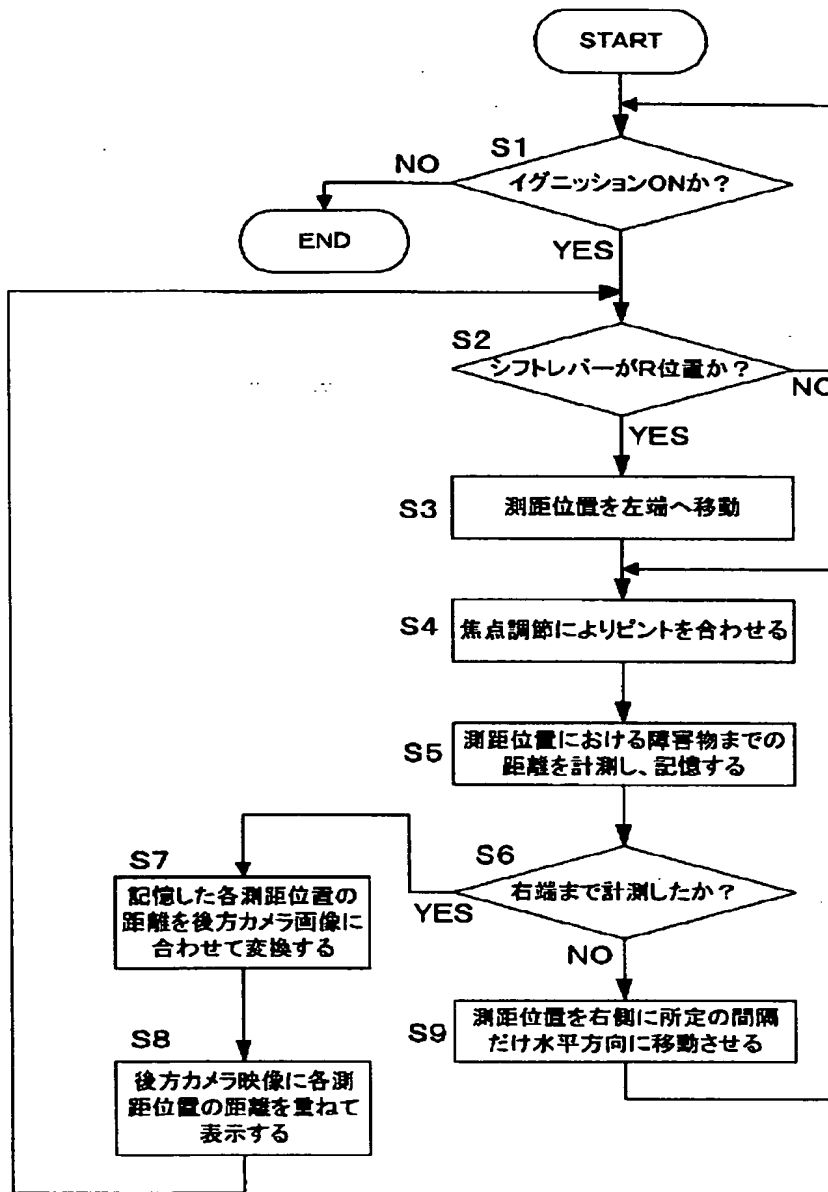 START
S1
NO
イグニッションONか？
END
YES
S2
シフトレバーがR位置か？
NO
YES
S3
測距位置を左端へ移動
S4
焦点調節によりピントを合わせる
S5
測距位置における障害物までの
距離を計測し、記憶する
S6
右端まで計測したか？
YES
NO
S7
記憶した各測距位置の
距離を後方カメラ画像に
合わせて変換する
S9
測距位置を右側に所定の間隔
だけ水平方向に移動させる
S8
後方カメラ映像に各測
距位置の距離を重ねて
表示する